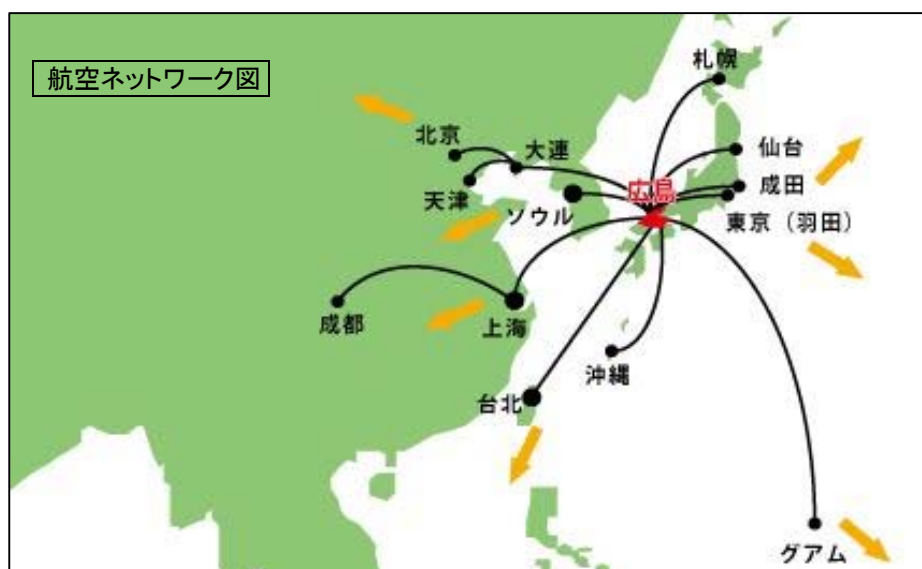 航空ネットワーク図
札幌
北京
大連
仙台
天津
ソウル
広島
成田
東京（羽田）
成都
上海
沖縄
台北
グアム